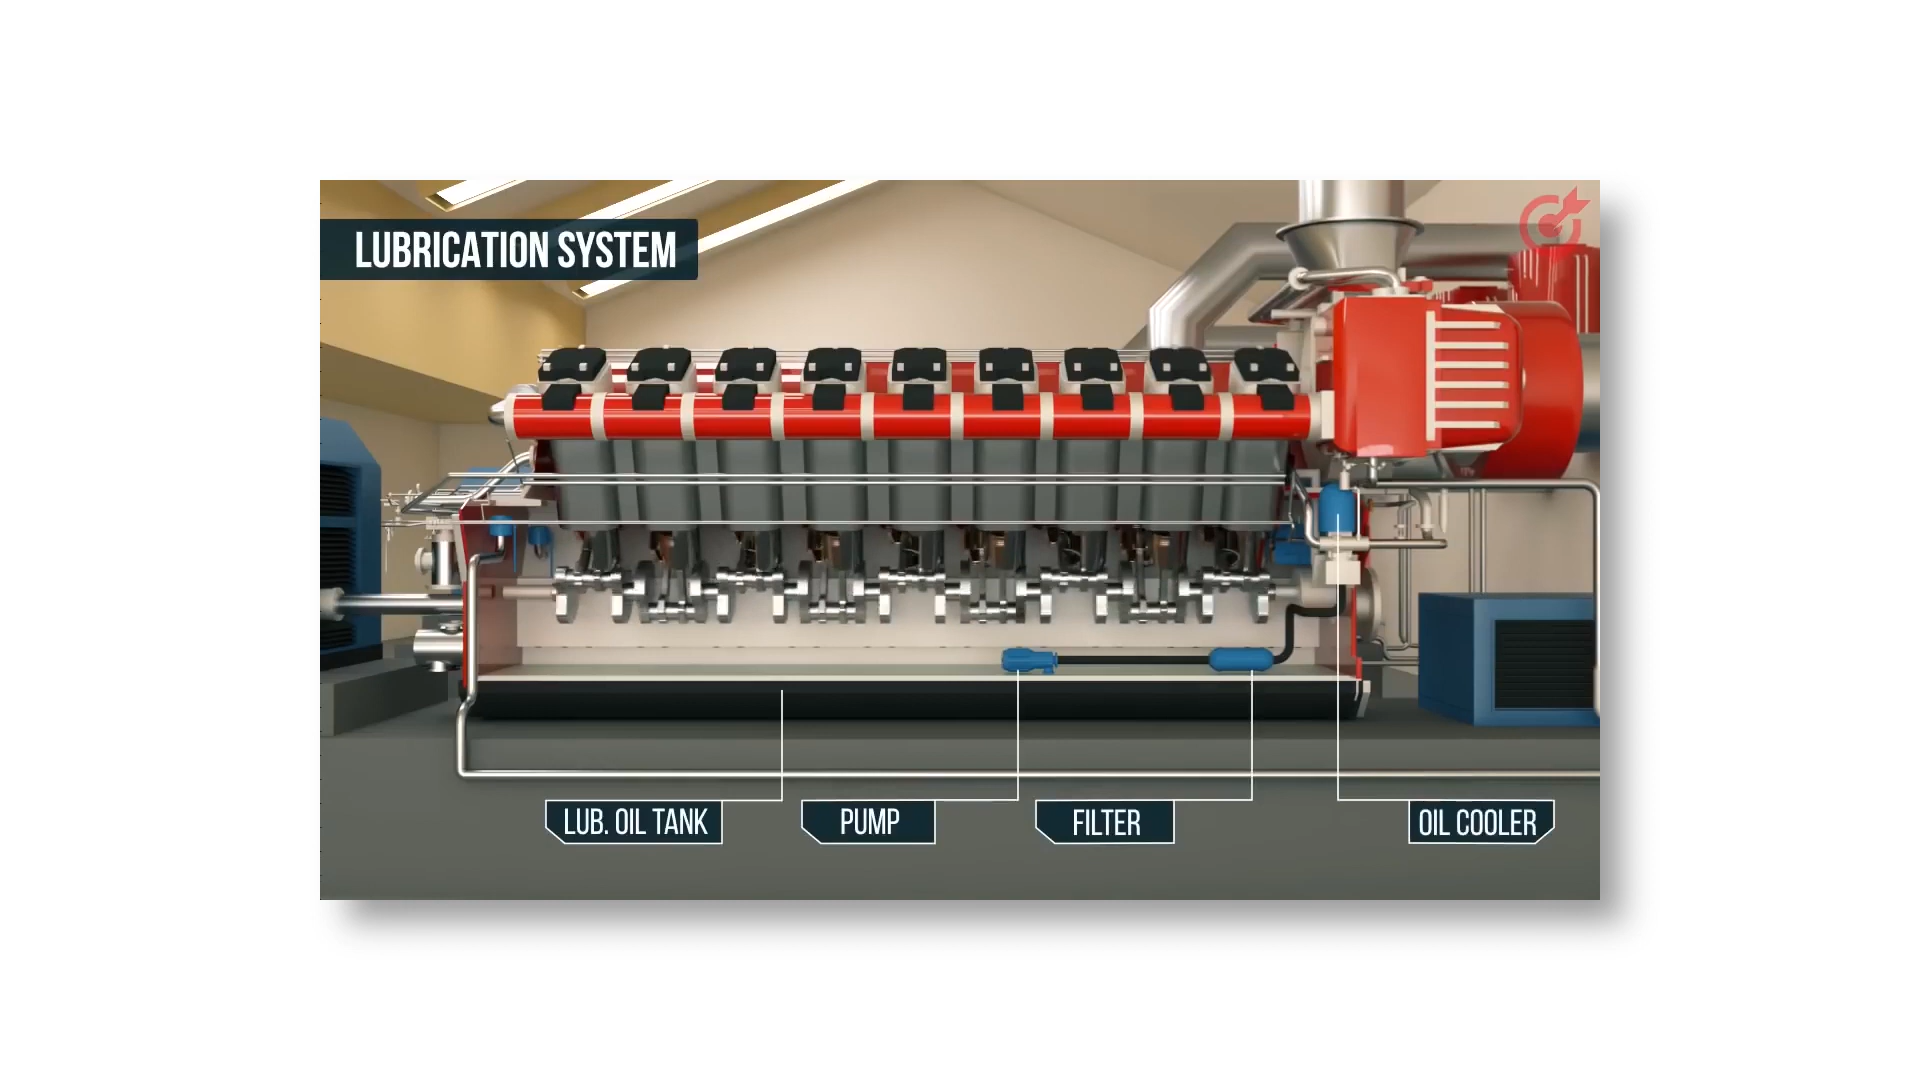 LUBRICATION SYSTEM
LUB. OIL TANK
PUMP
FILTER
OIL COOLER